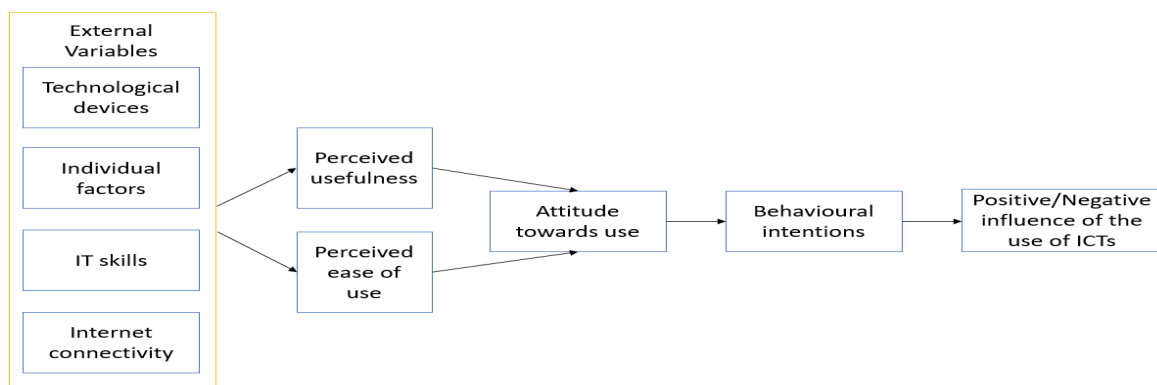 External
Variables
Technological
devices
Individual
factors
IT skills
Internet
connectivity
Perceived
usefulness
Perceived
ease of
use
Attitude
towards use
Behavioural
intentions
Positive/Negative
influence of the
use of ICTs